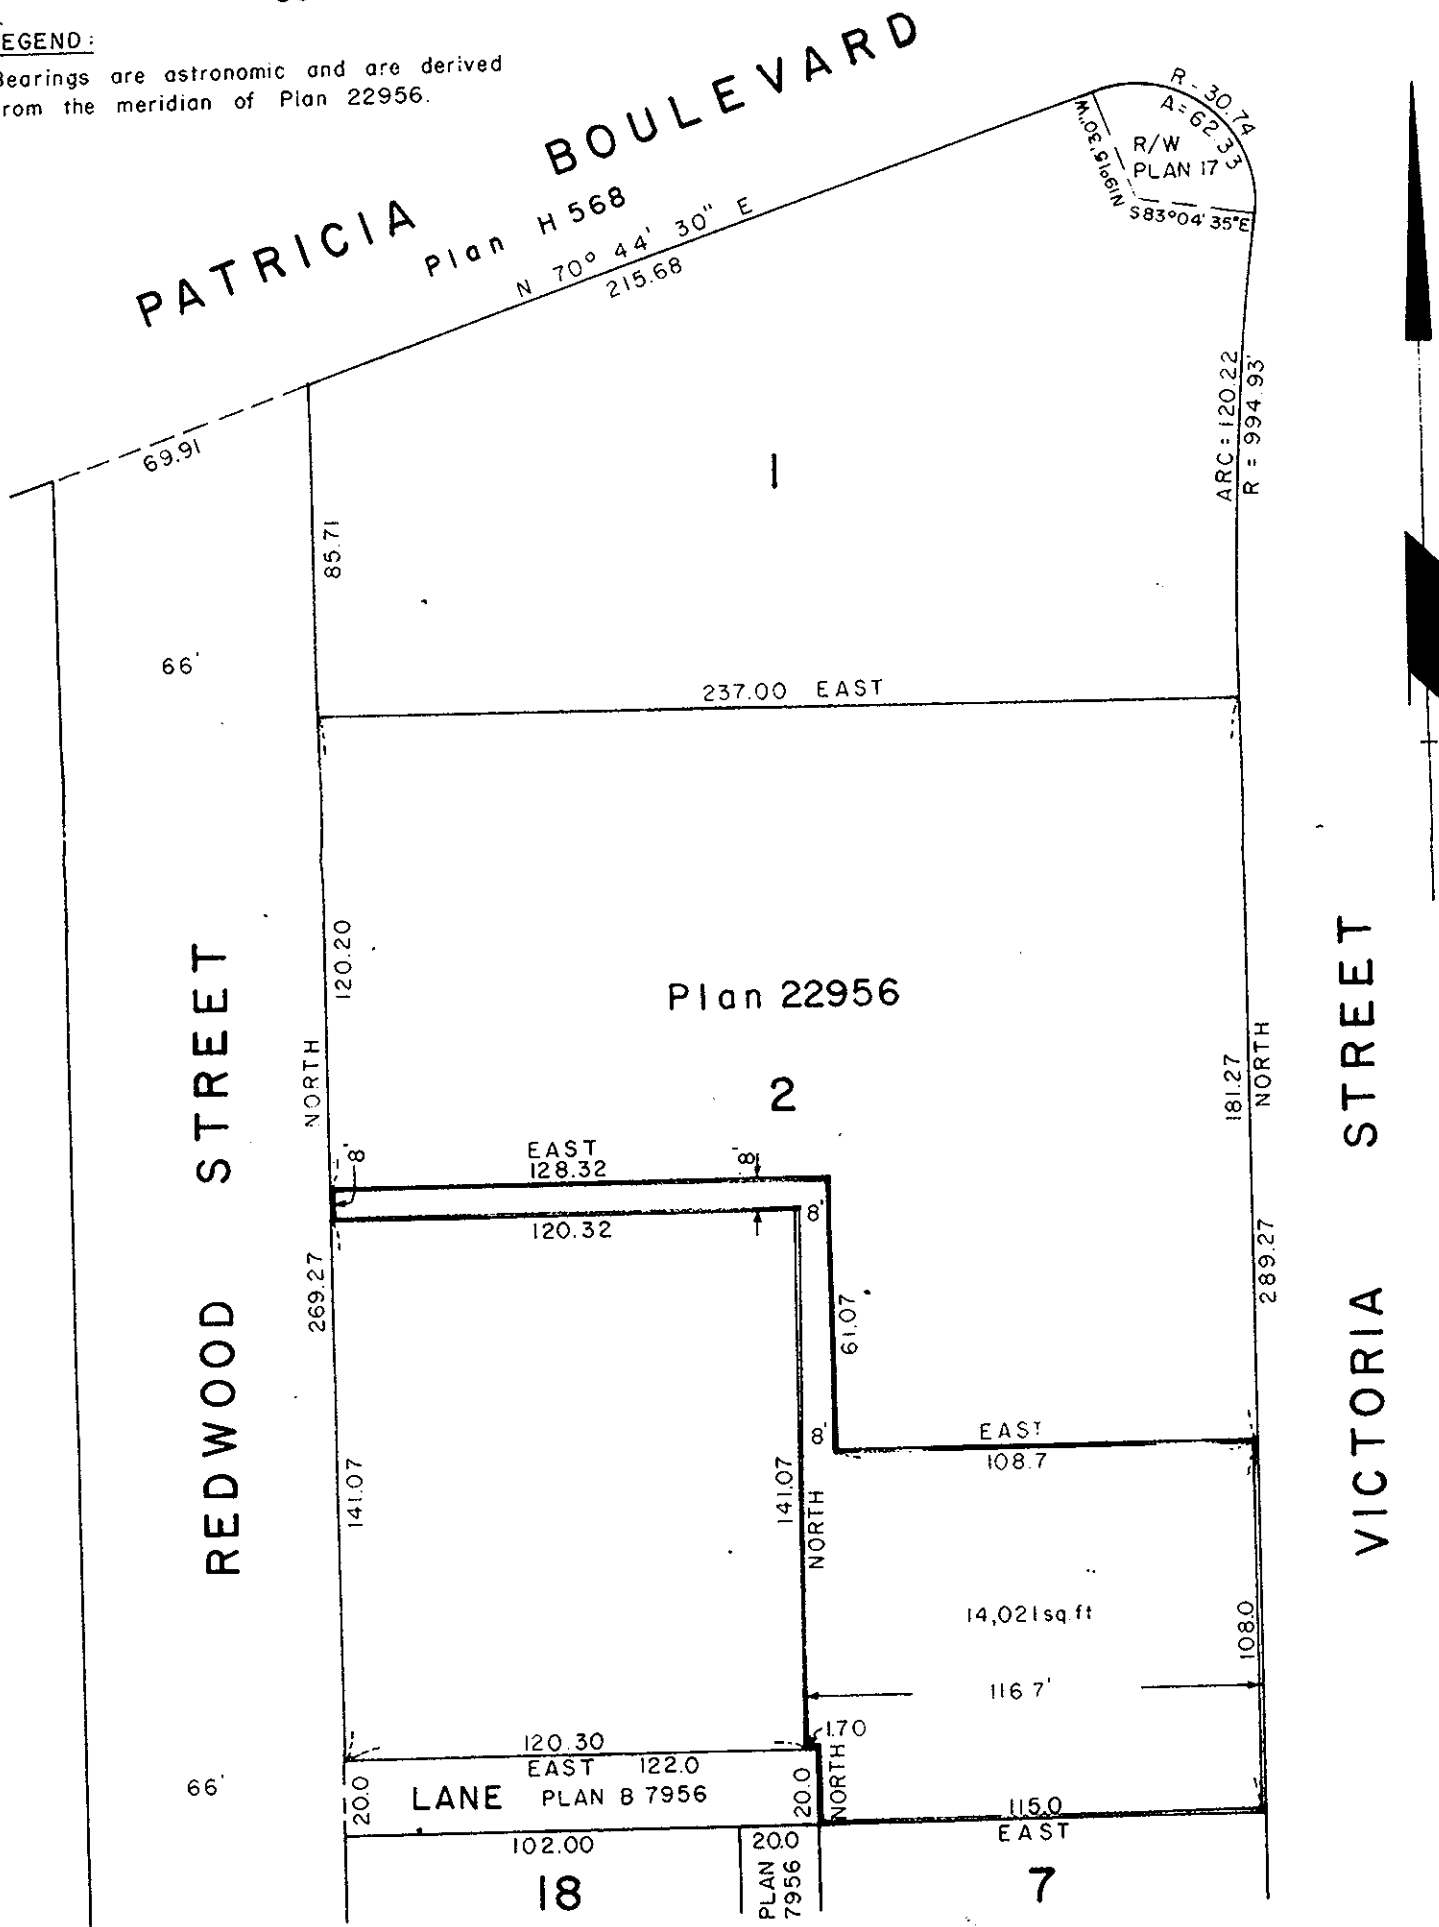 EGEND:
Bearings are astronomic and are derived
rom the meridian of Plan 22956.
PATRICIA BOULEVARD
Plan H 568
N 70° 44' 30" E
215.68
69.91
R - 30.74
A = 62.33
R/W
PLAN 17
N19°15'30"W
S83°04'35"E
ARC = 120.22
R = 994.93'
1
85.71
66'
237.00 EAST
120.20
NORTH
Plan 22956
2
181.27
NORTH
REDWOOD STREET
VICTORIA STREET
8'
EAST
128.32
8'
120.32
8'
269.27
61.07
289.27
8'
EAST
108.7
141.07
141.07
NORTH
14,021 sq. ft
108.0
116 7'
1.70
120.30
EAST 122.0
LANE PLAN B 7956
20.0
20.0
NORTH
66'
115.0
EAST
102.00
20.0
PLAN
7956
18
7